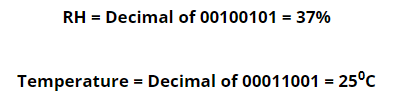 RH = Decimal of 00100101 = 37%
Temperature = Decimal of 00011001 = 25⁰C